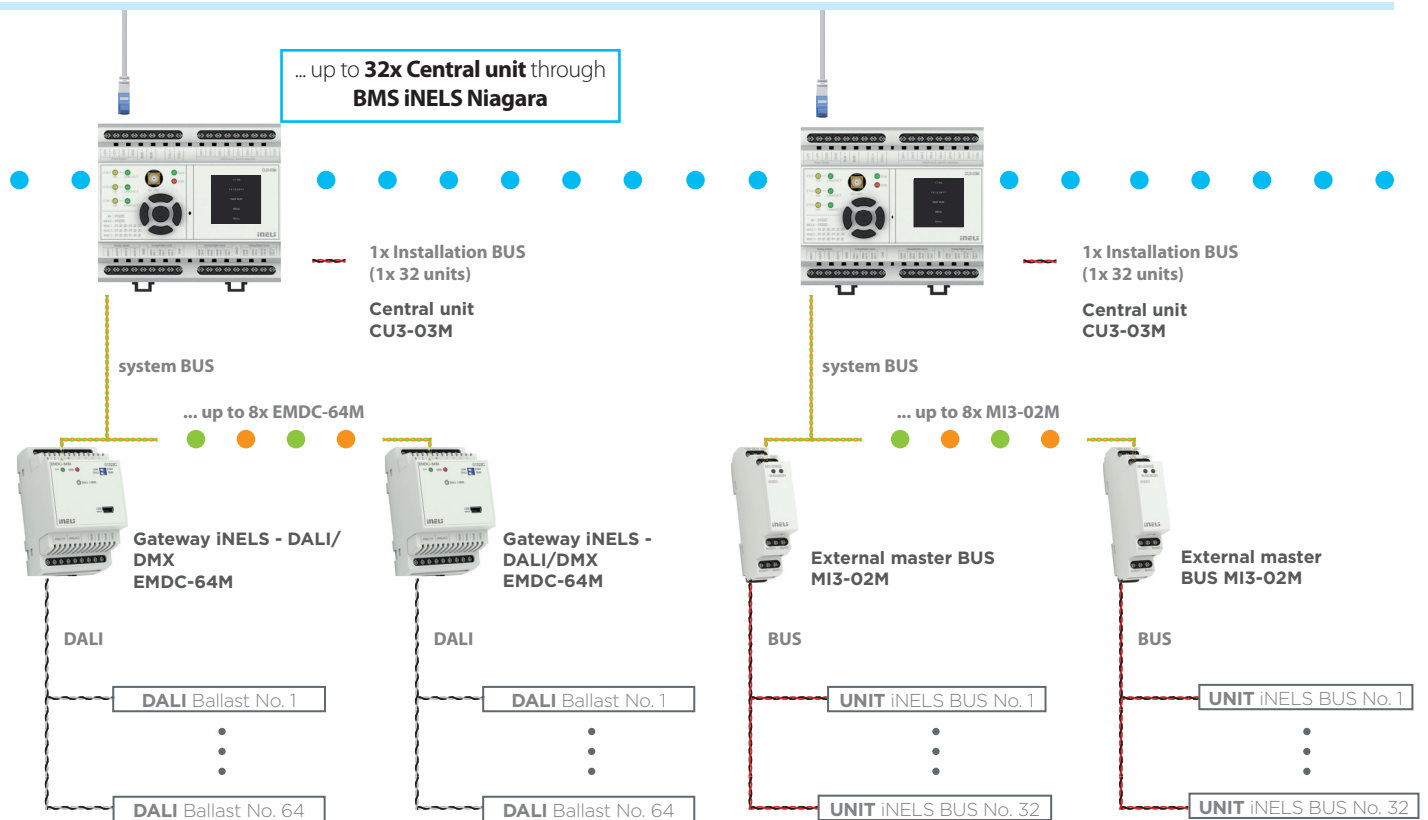 ... up to 32x Central unit through
BMS iNELS Niagara
1x Installation BUS
(1x 32 units)
Central unit
CU3-03M
1x Installation BUS
(1x 32 units)
Central unit
CU3-03M
system BUS
system BUS
... up to 8x EMDC-64M
... up to 8x MI3-02M
Gateway iNELS - DALI/
DMX
EMDC-64M
Gateway iNELS -
DALI/DMX
EMDC-64M
External master BUS
MI3-02M
External master
BUS MI3-02M
DALI
DALI
BUS
BUS
DALI Ballast No. 1
DALI Ballast No. 1
UNIT iNELS BUS No. 1
UNIT iNELS BUS No. 1
DALI Ballast No. 64
DALI Ballast No. 64
UNIT iNELS BUS No. 32
UNIT iNELS BUS No. 32